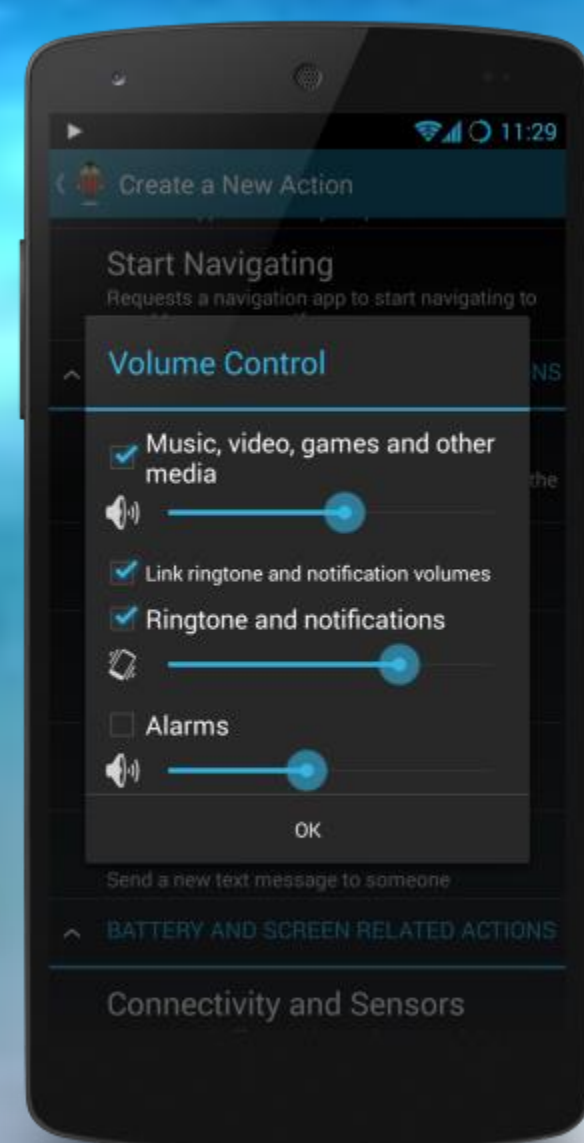 11:29
Create a New Action
Start Navigating
Requests a navigation app to start navigating to
Volume Control
NS
Music, video, games and other
media
the
Link ringtone and notification volumes
Ringtone and notifications
Alarms
OK
Send a new text message to someone
BATTERY AND SCREEN RELATED ACTIONS
Connectivity and Sensors